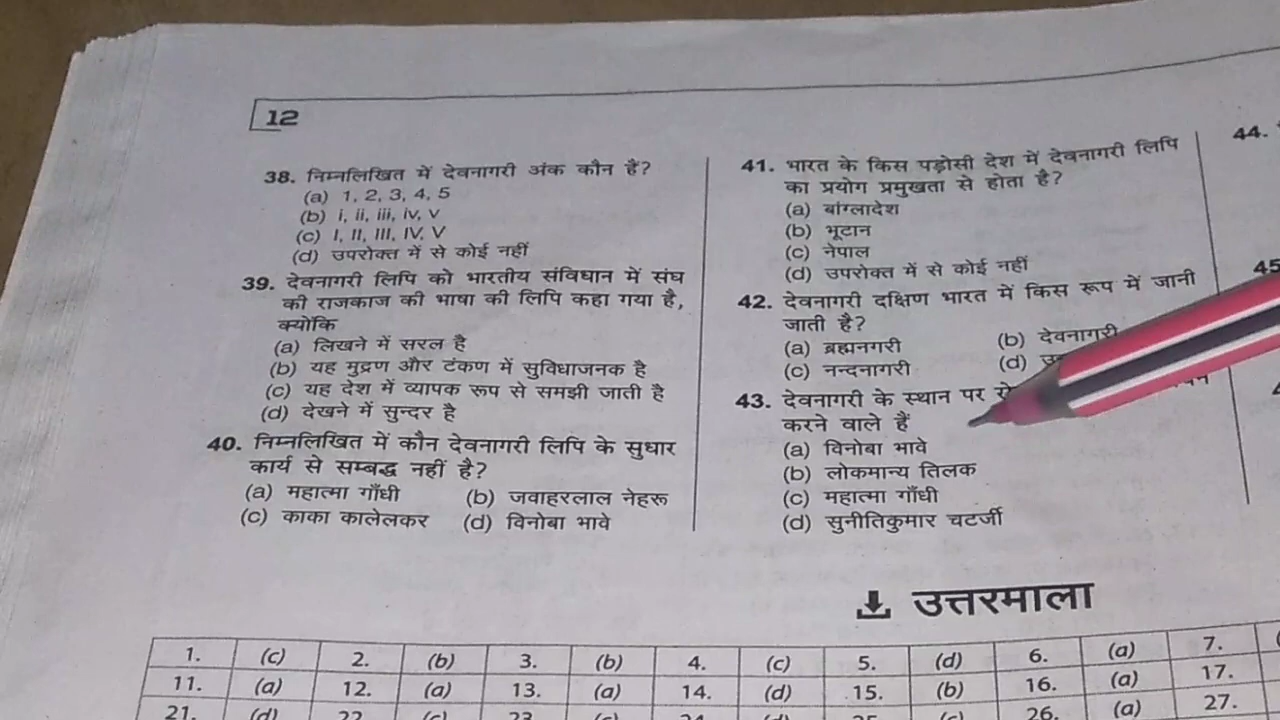 12
38. निम्नलिखित में देवनागरी अंक कौन हैं?
(a) 1, 2, 3, 4, 5
(b) i, ii, iii, iv, v
(c) I, II, III, IV, V
(d) उपरोक्त में से कोई नहीं
39. देवनागरी लिपि को भारतीय संविधान में संघ
की राजकाज की भाषा की लिपि कहा गया है,
क्योंकि
(a) लिखने में सरल है
(b) यह मुद्रण और टंकण में सुविधाजनक है
(c) यह देश में व्यापक रूप से समझी जाती है
(d) देखने में सुन्दर है
40. निम्नलिखित में कौन देवनागरी लिपि के सुधार
कार्य से सम्बद्ध नहीं है?
(a) महात्मा गाँधी (b) जवाहरलाल नेहरू
(c) काका कालेलकर (d) विनोबा भावे
41. भारत के किस पड़ोसी देश में देवनागरी लिपि
का प्रयोग प्रमुखता से होता है?
(a) बांग्लादेश
(b) भूटान
(c) नेपाल
(d) उपरोक्त में से कोई नहीं
42. देवनागरी दक्षिण भारत में किस रूप में जानी
जाती है?
(a) ब्रह्मनगरी (b) देवनागरी
(c) नन्दनागरी (d)
43. देवनागरी के स्थान पर
करने वाले हैं
(a) विनोबा भावे
(b) लोकमान्य तिलक
(c) महात्मा गाँधी
(d) सुनीतिकुमार चटर्जी
44.
45
उत्तरमाला
1. (c) 2. (b) 3. (b) 4. (c) 5. (d) 6. (a) 7.
11. (a) 12. (a) 13. (a) 14. (d) 15. (b) 16. (a) 17.
21. (d) 22 (c) 23 26. (a) 27.